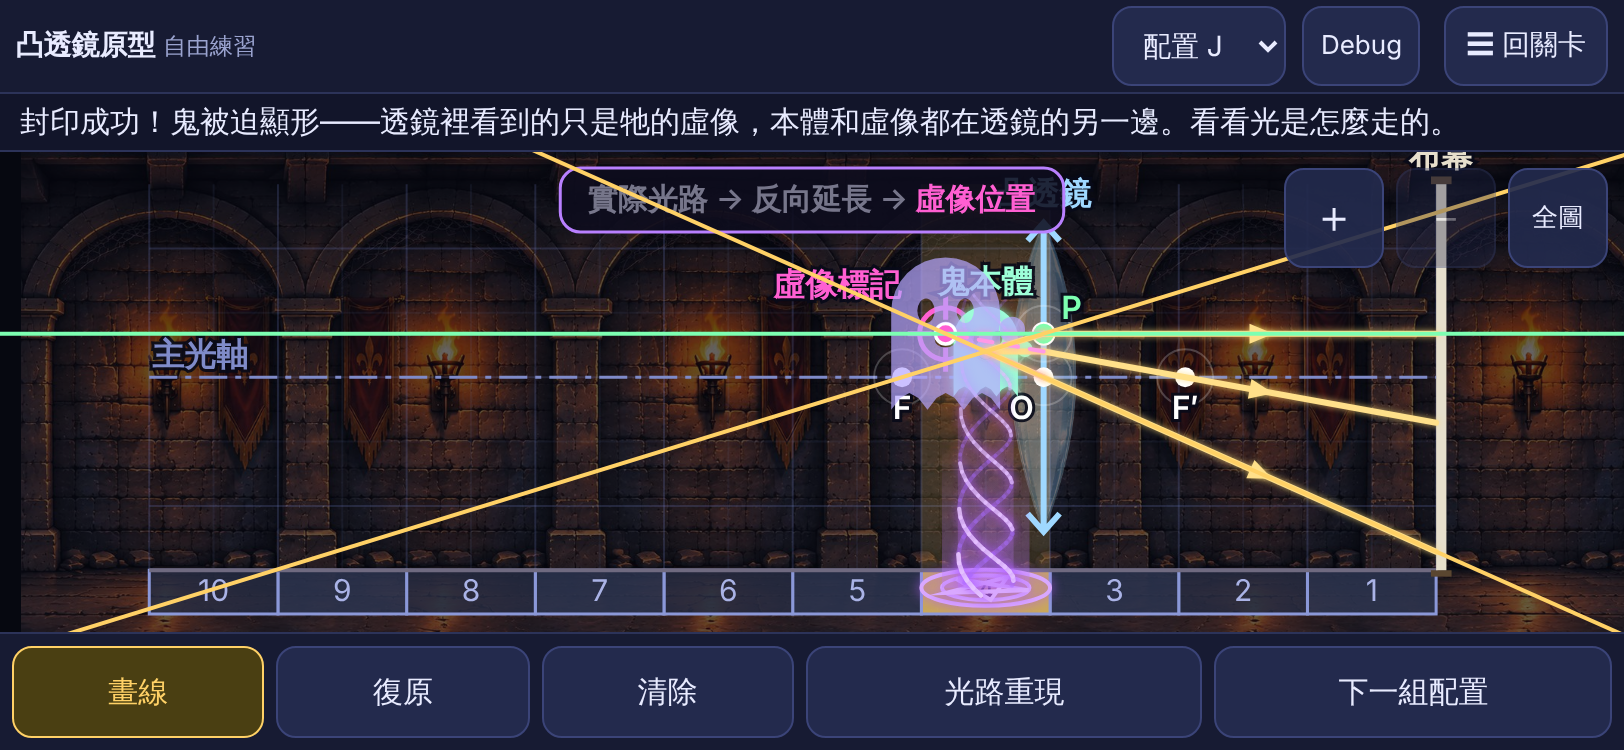 凸透鏡原型 自由練習
配置 J
Debug
☰ 回關卡
封印成功！鬼被迫顯形——透鏡裡看到的只是牠的虛像，本體和虛像都在透鏡的另一邊。看看光是怎麼走的。
布幕
實際光路 → 反向延長 → 虛像位置
透鏡
+
−
全圖
虛像標記
鬼本體
P
主光軸
F
O
F′
10 9 8 7 6 5 3 2 1
畫線
復原
清除
光路重現
下一組配置